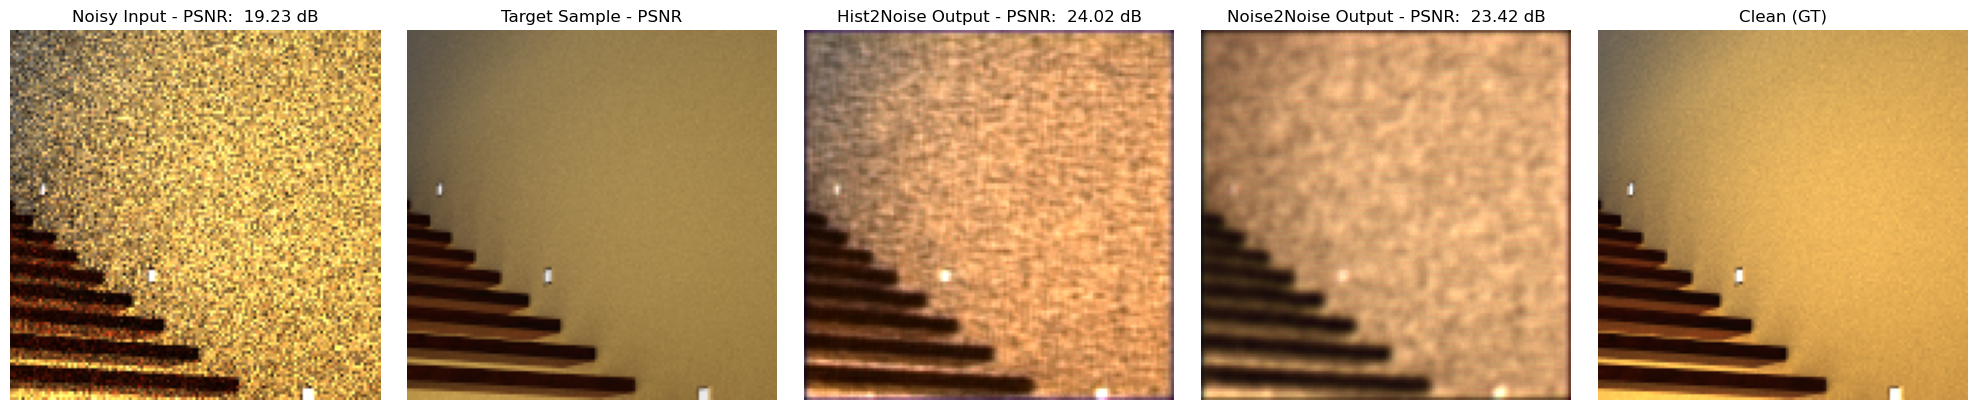 Noisy Input - PSNR:  19.23 dB
Target Sample - PSNR
Hist2Noise Output - PSNR:  24.02 dB
Noise2Noise Output - PSNR:  23.42 dB
Clean (GT)